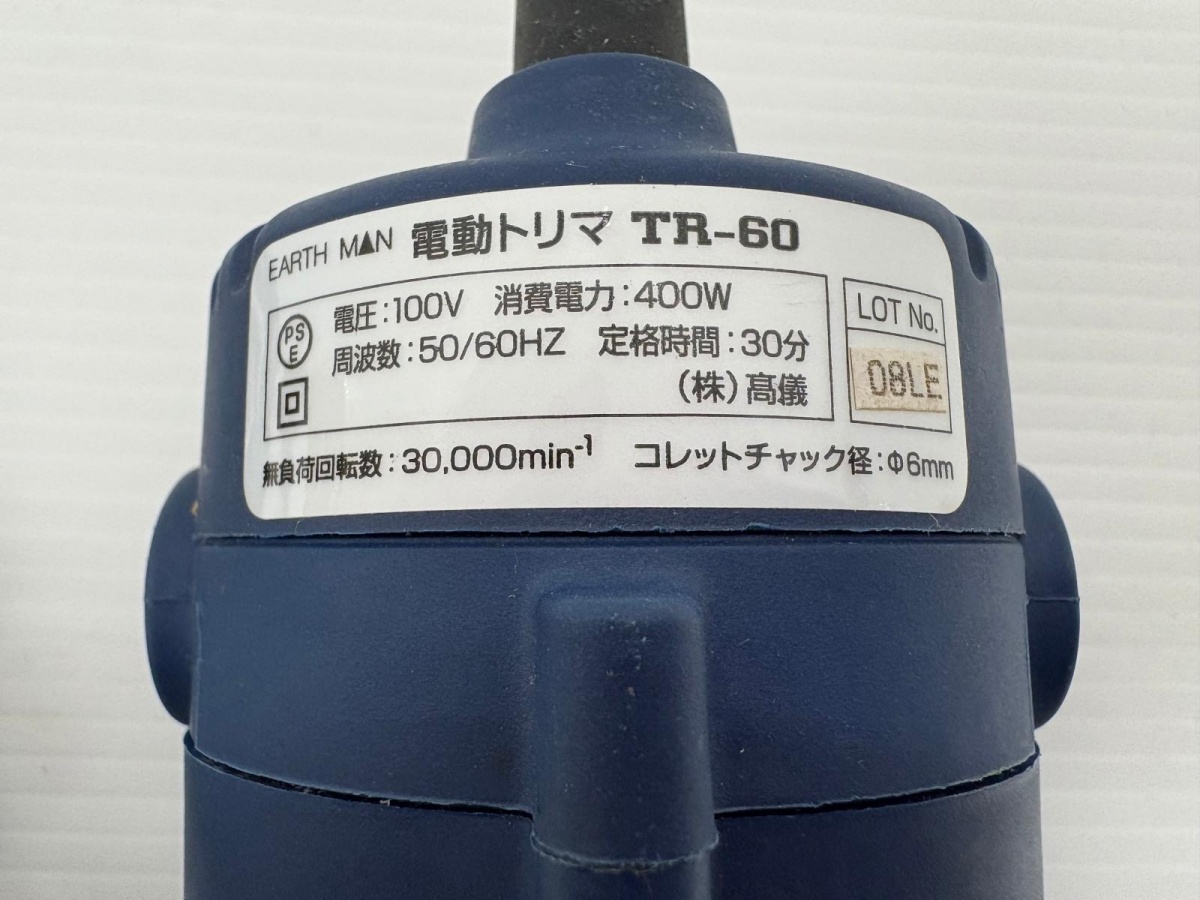 EARTH MAN 電動トリマ TR-60
PS
E
電圧:100V 消費電力:400W
周波数:50/60HZ 定格時間:30分
(株)髙儀
LOT No.
08LE
無負荷回転数:30,000min⁻¹ コレットチャック径:Φ6mm